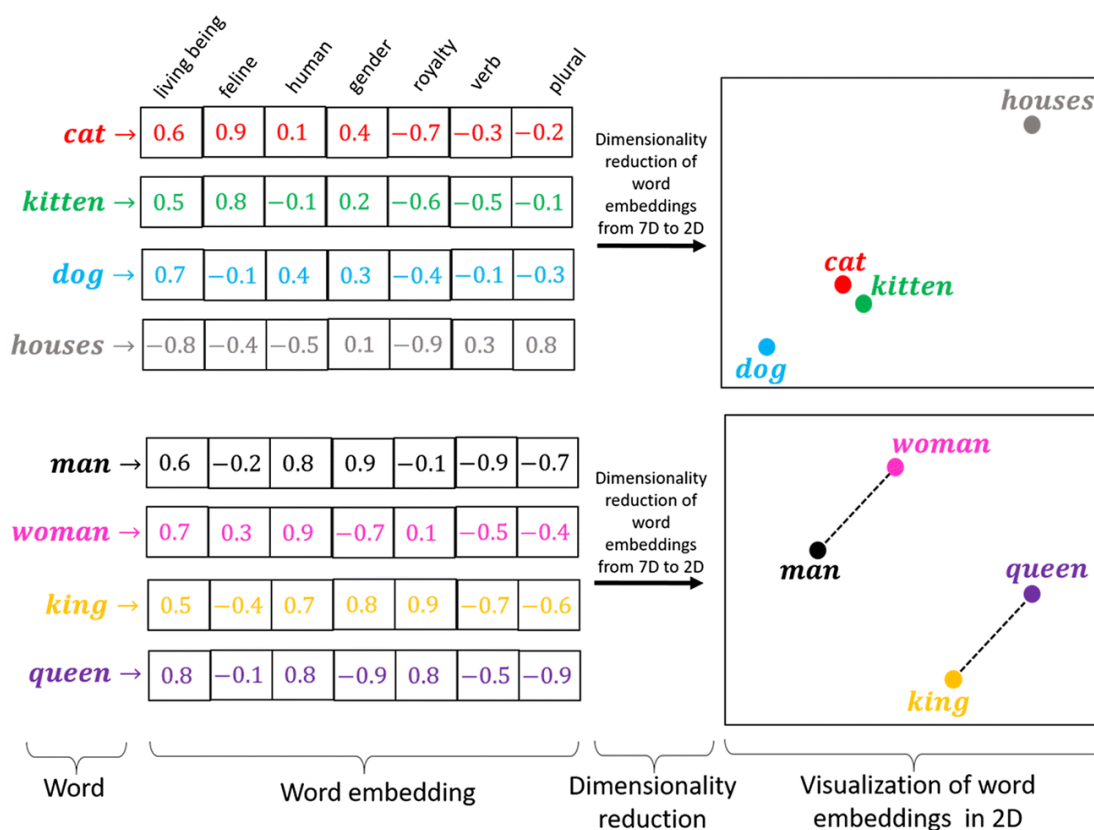 living being feline human gender royalty verb plural
cat → 0.6 0.9 0.1 0.4 −0.7 −0.3 −0.2
kitten → 0.5 0.8 −0.1 0.2 −0.6 −0.5 −0.1
dog → 0.7 −0.1 0.4 0.3 −0.4 −0.1 −0.3
houses → −0.8 −0.4 −0.5 0.1 −0.9 0.3 0.8
Dimensionality
reduction of
word
embeddings
from 7D to 2D
houses
cat
kitten
dog
man → 0.6 −0.2 0.8 0.9 −0.1 −0.9 −0.7
woman → 0.7 0.3 0.9 −0.7 0.1 −0.5 −0.4
king → 0.5 −0.4 0.7 0.8 0.9 −0.7 −0.6
queen → 0.8 −0.1 0.8 −0.9 0.8 −0.5 −0.9
Dimensionality
reduction of
word
embeddings
from 7D to 2D
woman
man
queen
king
Word
Word embedding
Dimensionality
reduction
Visualization of word
embeddings in 2D